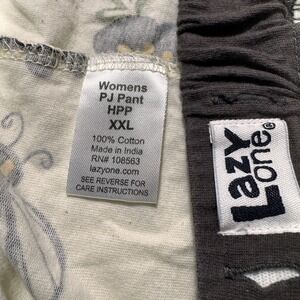 Womens
PJ Pant
HPP
XXL
100% Cotton
Made in India
RN# 108563
lazyone.com
SEE REVERSE FOR
CARE INSTRUCTIONS
LazY
One®